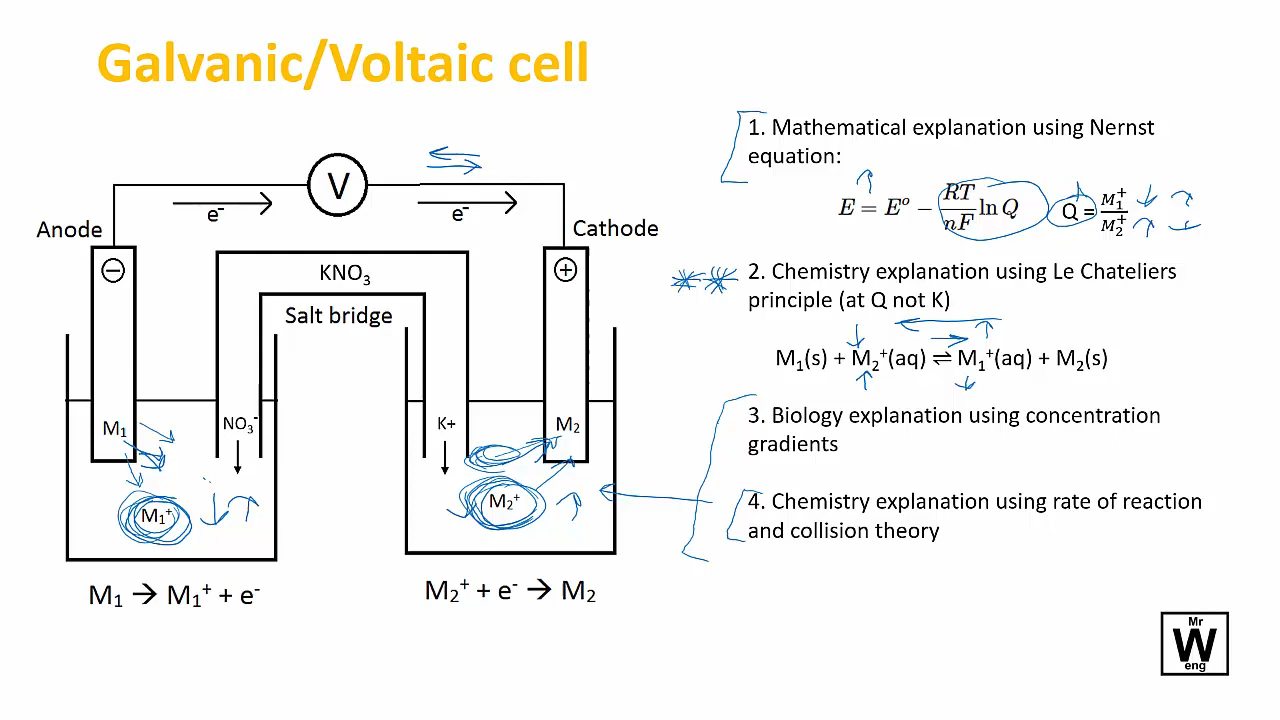 Galvanic/Voltaic cell
1. Mathematical explanation using Nernst
equation:
E = Eº − RT/nF ln Q
Q = M₁⁺/M₂⁺
2. Chemistry explanation using Le Chateliers
principle (at Q not K)
M₁(s) + M₂⁺(aq) ⇌ M₁⁺(aq) + M₂(s)
3. Biology explanation using concentration
gradients
4. Chemistry explanation using rate of reaction
and collision theory
V
e⁻
e⁻
Anode
Cathode
−
+
KNO₃
Salt bridge
M₁
NO₃⁻
K+
M₂
M₁⁺
M₂⁺
M₁ → M₁⁺ + e⁻
M₂⁺ + e⁻ → M₂
Mr
W
eng